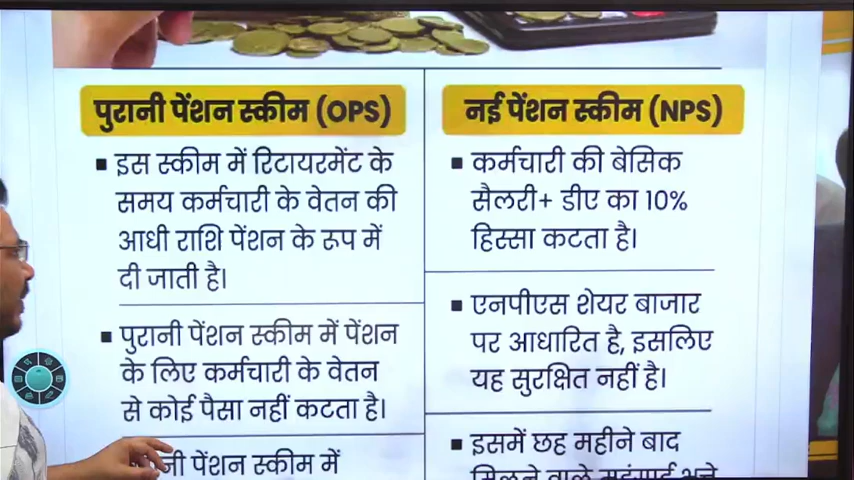 पुरानी पेंशन स्कीम (OPS)
▪ इस स्कीम में रिटायरमेंट के
समय कर्मचारी के वेतन की
आधी राशि पेंशन के रूप में
दी जाती है।
▪ पुरानी पेंशन स्कीम में पेंशन
के लिए कर्मचारी के वेतन
से कोई पैसा नहीं कटता है।
पेंशन स्कीम में
नई पेंशन स्कीम (NPS)
▪ कर्मचारी की बेसिक
सैलरी+ डीए का 10%
हिस्सा कटता है।
▪ एनपीएस शेयर बाजार
पर आधारित है, इसलिए
यह सुरक्षित नहीं है।
▪ इसमें छह महीने बाद